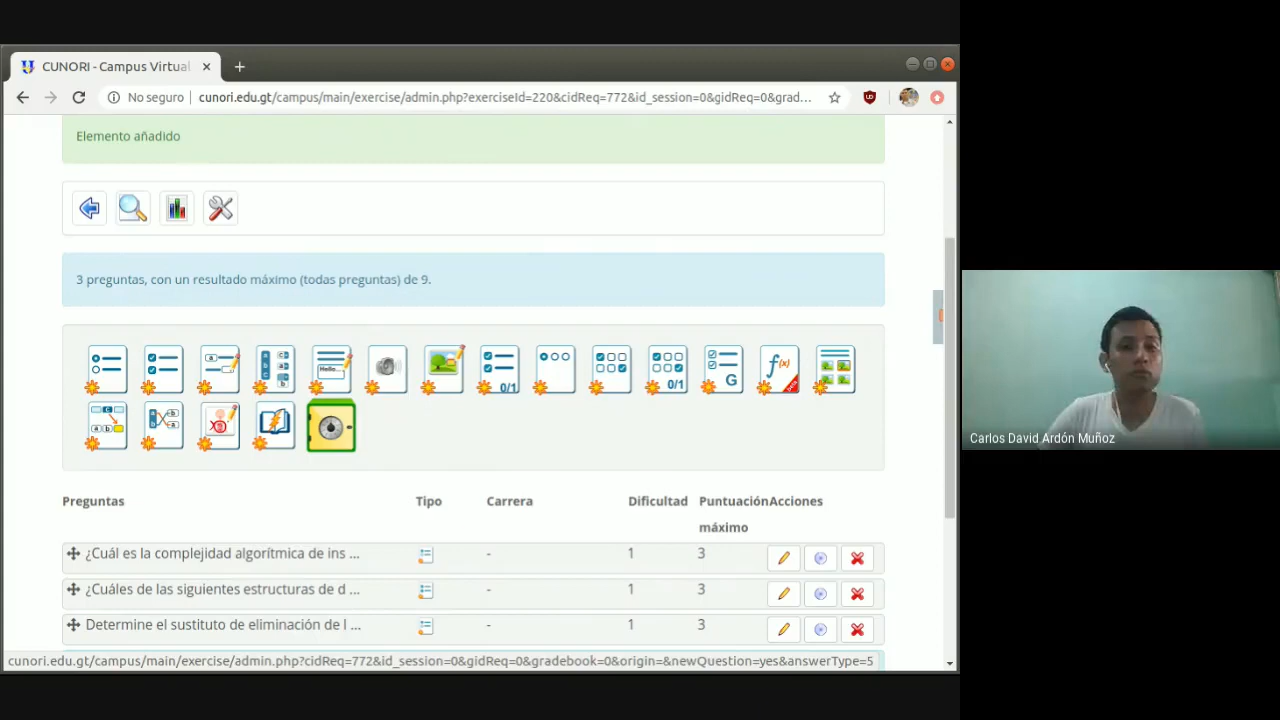 CUNORI - Campus Virtual
No seguro
cunori.edu.gt/campus/main/exercise/admin.php?exerciseId=220&cidReq=772&id_session=0&gidReq=0&grad...
Elemento añadido
3 preguntas, con un resultado máximo (todas preguntas) de 9.
a
c
c a
b
Hello...
0/1
0/1
G
f(x)
c
a b
b a
Preguntas Tipo Carrera Dificultad Puntuación máximo Acciones
¿Cuál es la complejidad algorítmica de ins ... - 1 3
¿Cuáles de las siguientes estructuras de d ... - 1 3
Determine el sustituto de eliminación de l ... - 1 3
cunori.edu.gt/campus/main/exercise/admin.php?cidReq=772&id_session=0&gidReq=0&gradebook=0&origin=&newQuestion=yes&answerType=5
Carlos David Ardón Muñoz